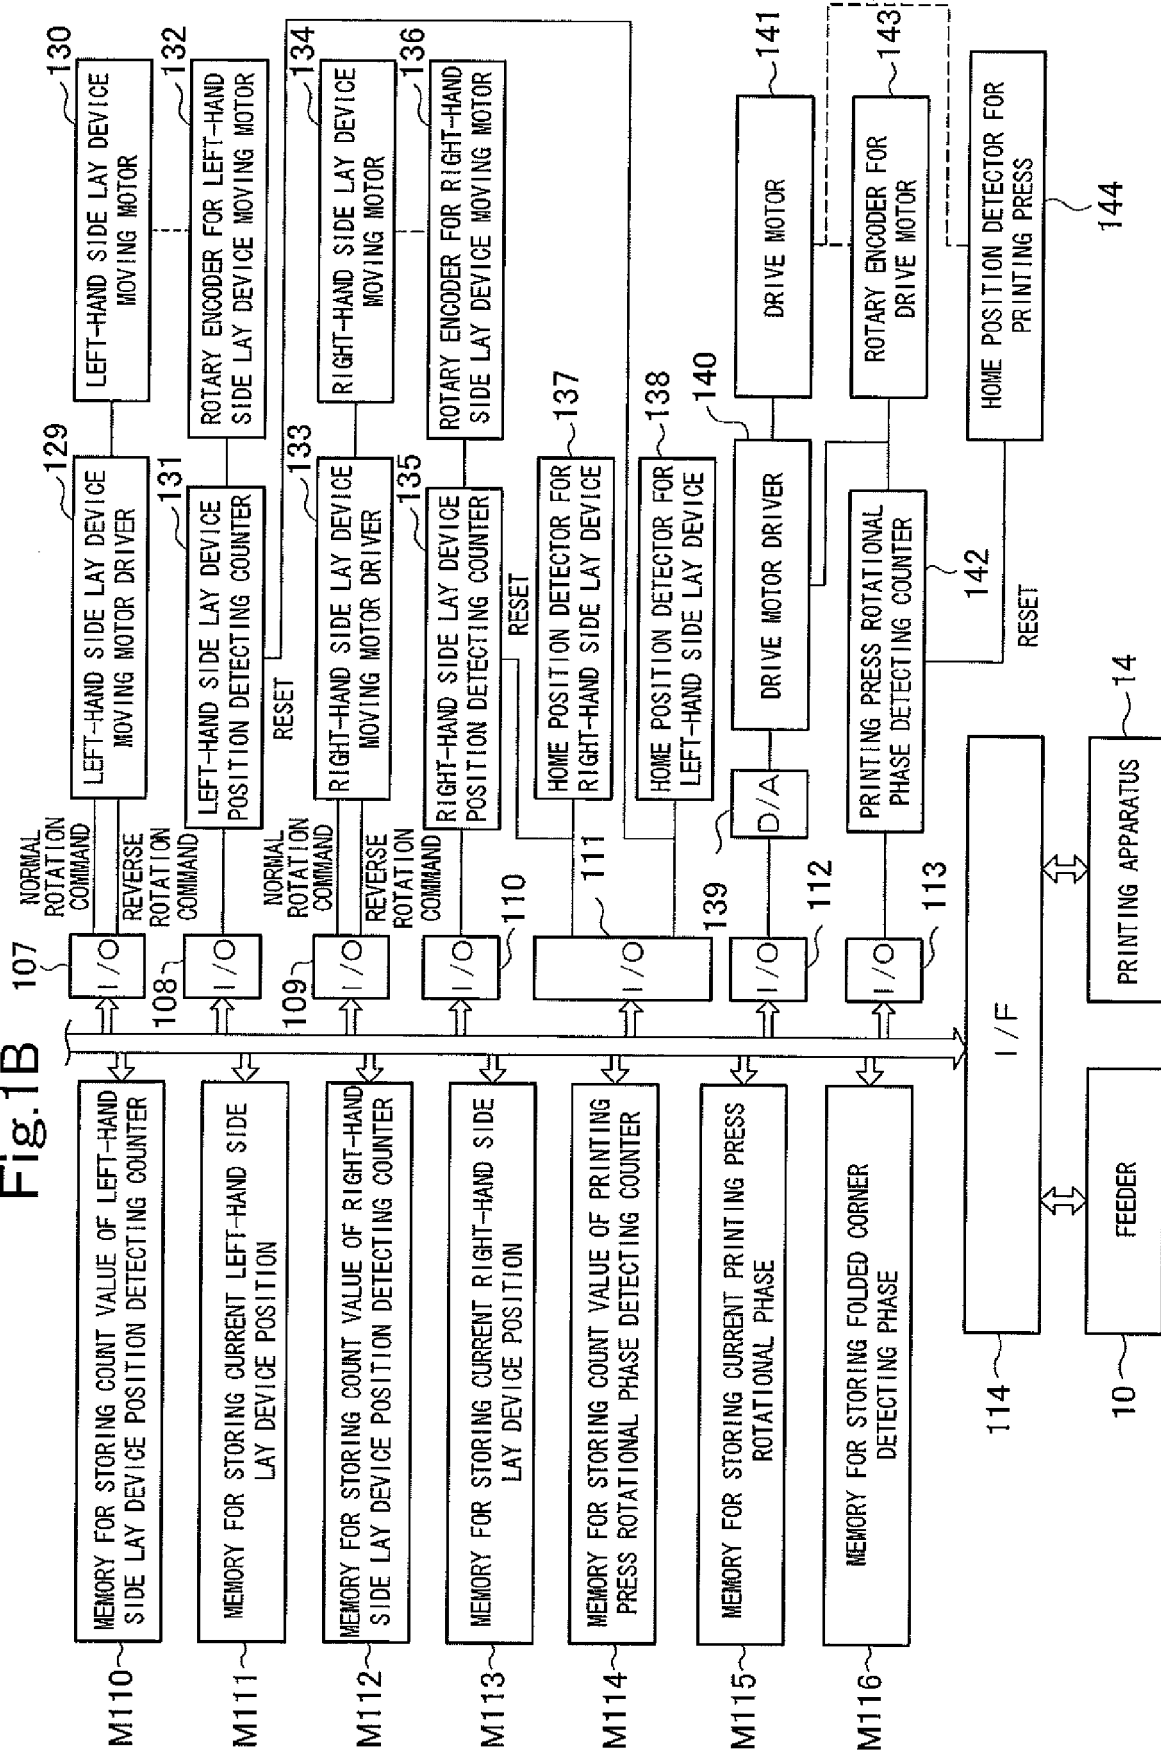 Fig.1B
M110
MEMORY FOR STORING COUNT VALUE OF LEFT-HAND
SIDE LAY DEVICE POSITION DETECTING COUNTER
M111
MEMORY FOR STORING CURRENT LEFT-HAND SIDE
LAY DEVICE POSITION
M112
MEMORY FOR STORING COUNT VALUE OF RIGHT-HAND
SIDE LAY DEVICE POSITION DETECTING COUNTER
M113
MEMORY FOR STORING CURRENT RIGHT-HAND SIDE
LAY DEVICE POSITION
M114
MEMORY FOR STORING COUNT VALUE OF PRINTING
PRESS ROTATIONAL PHASE DETECTING COUNTER
M115
MEMORY FOR STORING CURRENT PRINTING PRESS
ROTATIONAL PHASE
M116
MEMORY FOR STORING FOLDED CORNER
DETECTING PHASE
107
I/O
NORMAL
ROTATION
COMMAND
REVERSE
ROTATION
COMMAND
129
LEFT-HAND SIDE LAY DEVICE
MOVING MOTOR DRIVER
130
LEFT-HAND SIDE LAY DEVICE
MOVING MOTOR
108
I/O
131
LEFT-HAND SIDE LAY DEVICE
POSITION DETECTING COUNTER
RESET
132
ROTARY ENCODER FOR LEFT-HAND
SIDE LAY DEVICE MOVING MOTOR
109
I/O
NORMAL
ROTATION
COMMAND
REVERSE
ROTATION
COMMAND
133
RIGHT-HAND SIDE LAY DEVICE
MOVING MOTOR DRIVER
134
RIGHT-HAND SIDE LAY DEVICE
MOVING MOTOR
110
I/O
135
RIGHT-HAND SIDE LAY DEVICE
POSITION DETECTING COUNTER
RESET
136
ROTARY ENCODER FOR RIGHT-HAND
SIDE LAY DEVICE MOVING MOTOR
111
I/O
137
HOME POSITION DETECTOR FOR
RIGHT-HAND SIDE LAY DEVICE
138
HOME POSITION DETECTOR FOR
LEFT-HAND SIDE LAY DEVICE
139
112
I/O
139
D/A
140
DRIVE MOTOR DRIVER
141
DRIVE MOTOR
113
I/O
142
PRINTING PRESS ROTATIONAL
PHASE DETECTING COUNTER
143
ROTARY ENCODER FOR
DRIVE MOTOR
RESET
144
HOME POSITION DETECTOR FOR
PRINTING PRESS
114
I/F
10
FEEDER
14
PRINTING APPARATUS